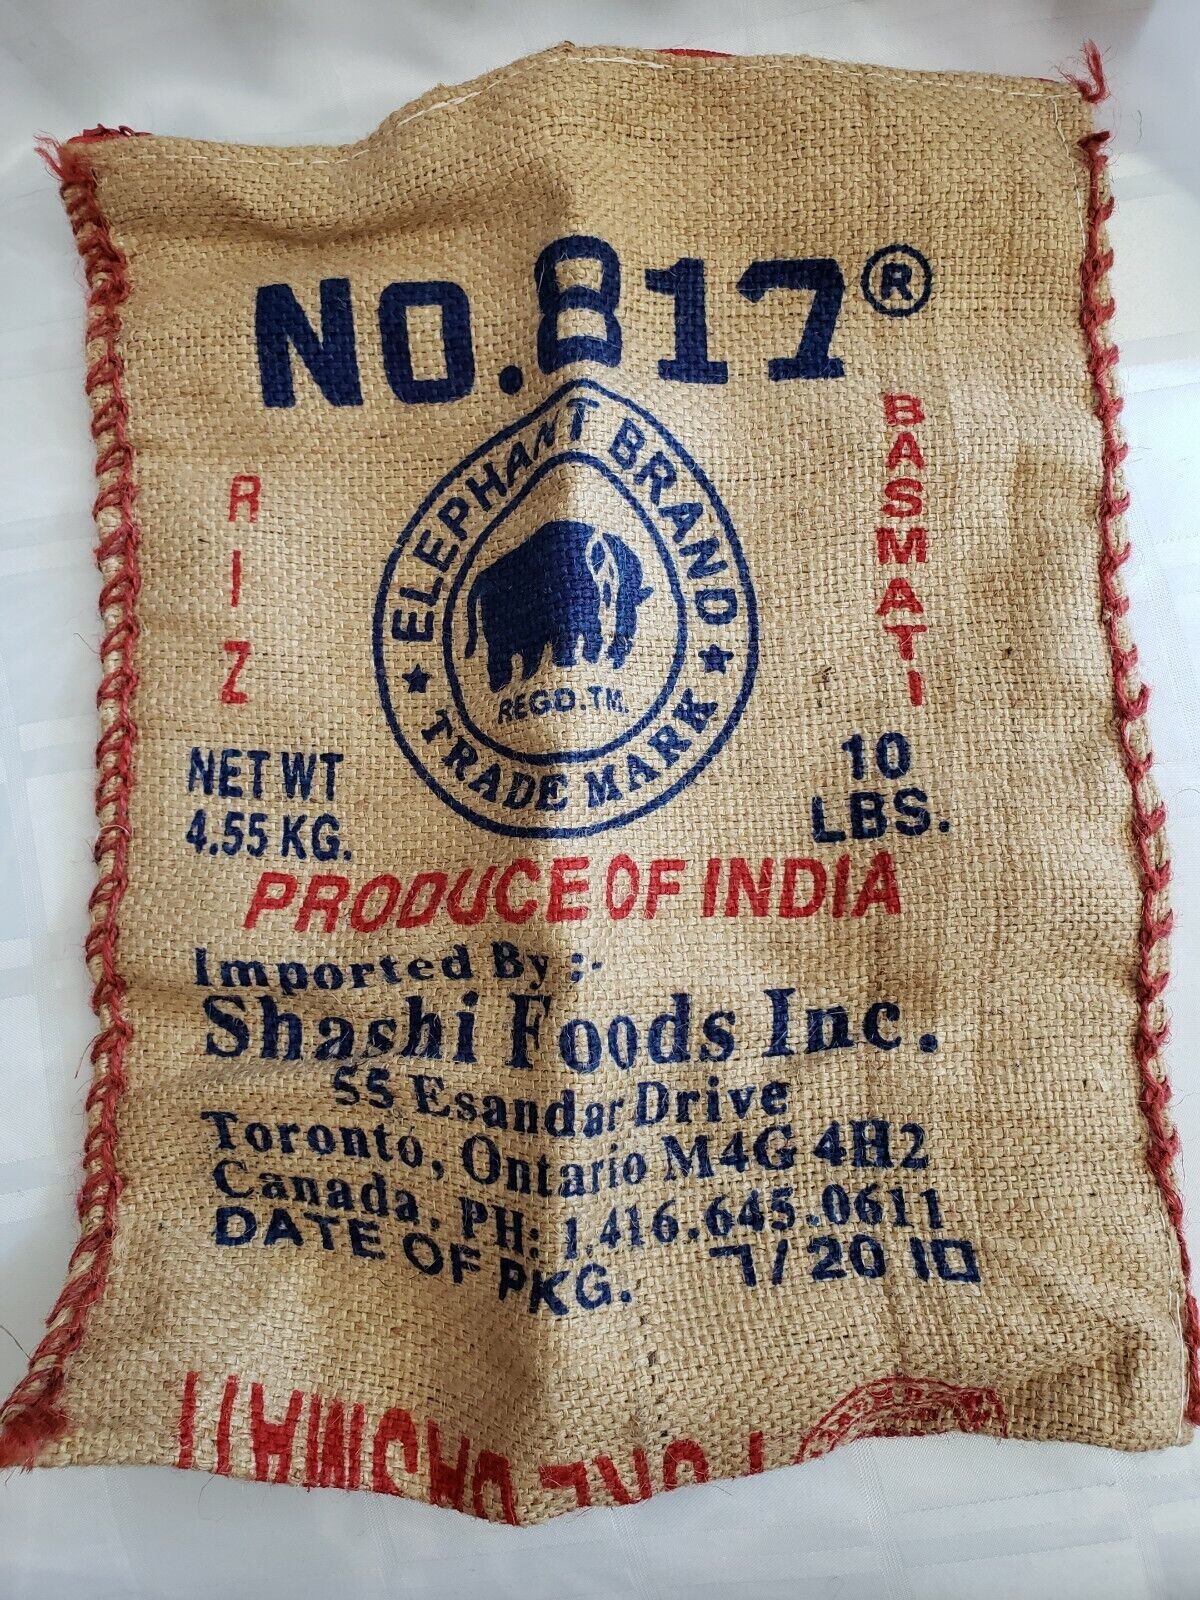 NO.817®
ELEPHANT BRAND
REGD.TM.
★ TRADE MARK ★
RIZ
BASMATI
NET WT
4.55 KG.
10
LBS.
PRODUCE OF INDIA
Imported By :-
Shashi Foods Inc.
55 Esandar Drive
Toronto, Ontario M4G 4H2
Canada, PH: 1.416.645.0611
DATE OF PKG. 7/2010
BASMATI